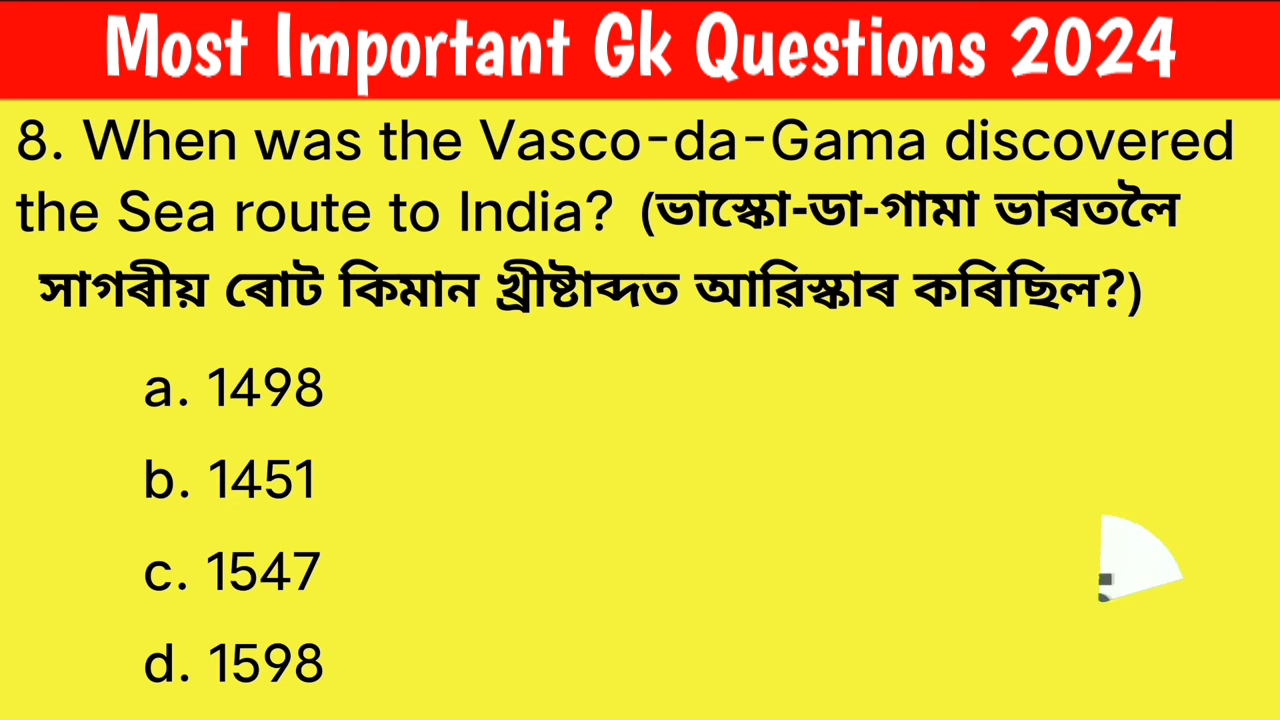 Most Important Gk Questions 2024
8. When was the Vasco-da-Gama discovered
the Sea route to India? (ভাস্কো-ডা-গামা ভাৰতলৈ
সাগৰীয় ৰোট কিমান খ্ৰীষ্টাব্দত আৱিস্কাৰ কৰিছিল?)
a. 1498
b. 1451
c. 1547
d. 1598